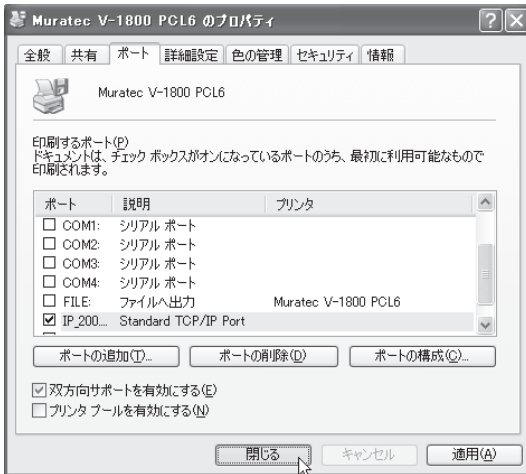 Muratec V-1800 PCL6 のプロパティ
全般 共有 ポート 詳細設定 色の管理 セキュリティ 情報
Muratec V-1800 PCL6
印刷するポート(P)
ドキュメントは、チェック ボックスがオンになっているポートのうち、最初に利用可能なもので
印刷されます。
ポート 説明 プリンタ
COM1: シリアル ポート
COM2: シリアル ポート
COM3: シリアル ポート
COM4: シリアル ポート
FILE: ファイルへ出力 Muratec V-1800 PCL6
IP_200... Standard TCP/IP Port
ポートの追加(T)... ポートの削除(D) ポートの構成(C)...
双方向サポートを有効にする(E)
プリンタ プールを有効にする(N)
閉じる キャンセル 適用(A)